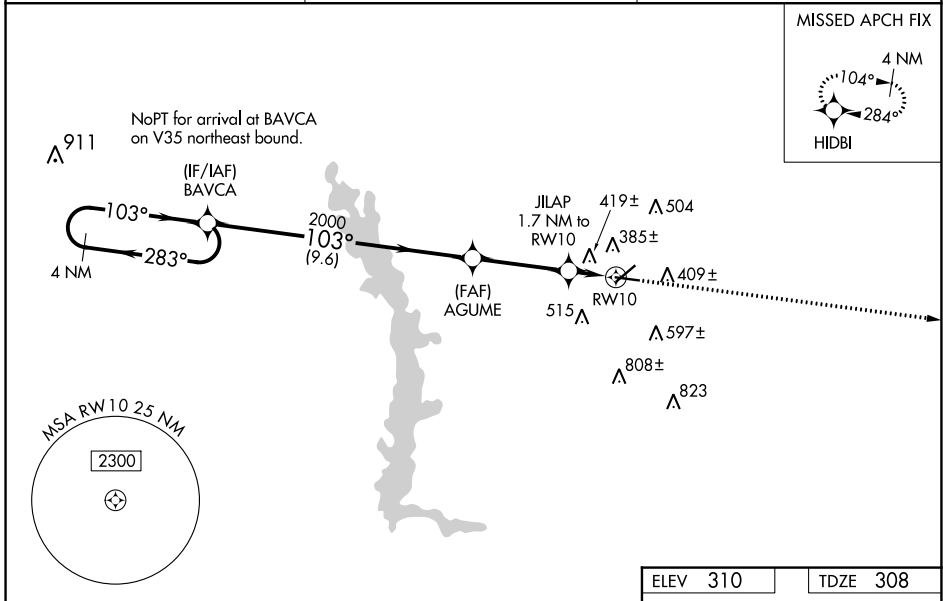 MISSED APCH FIX
4 NM
104°
284°
HIDBI
NoPT for arrival at BAVCA
on V35 northeast bound.
911
(IF/IAF)
BAVCA
103°
283°
4 NM
2000
103°
(9.6)
(FAF)
AGUME
JILAP
1.7 NM to
RW10
419±
504
385±
409±
RW10
515
597±
808±
823
MSA RW10 25 NM
2300
ELEV 310
TDZE 308